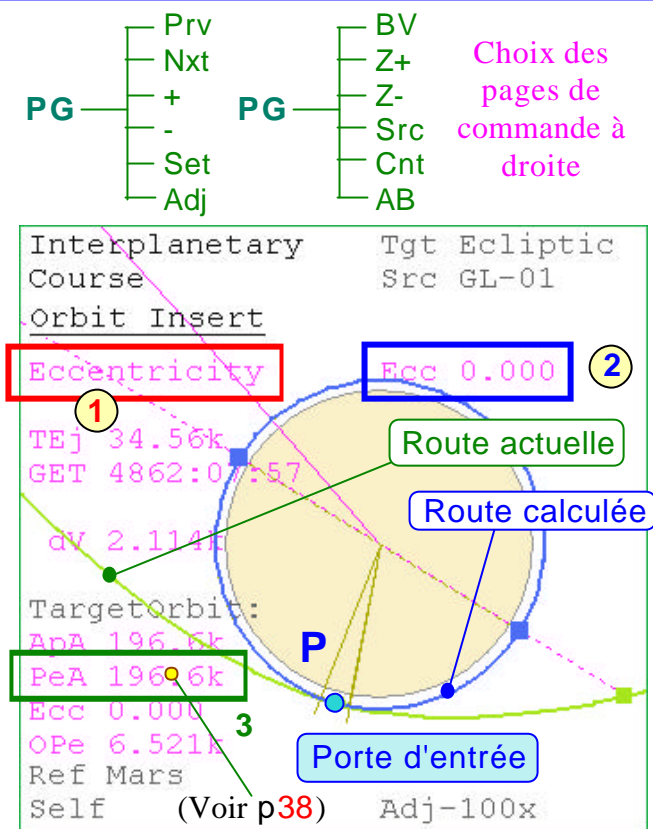 Prv
Nxt
PG +
-
Set
Adj
BV
Z+
PG Z-
Src
Cnt
AB
Choix des
pages de
commande à
droite
Interplanetary Tgt Ecliptic
Course Src GL-01
Orbit Insert
Eccentricity Ecc 0.000 2
1
TEj 34.56k
Route actuelle
GET 4862:07:57
Route calculée
dV 2.114k
TargetOrbit:
ApA 196.6k
P
PeA 196.6k
Ecc 0.000 3
OPe 6.521k
Porte d'entrée
Ref Mars
Self (Voir p38) Adj-100x